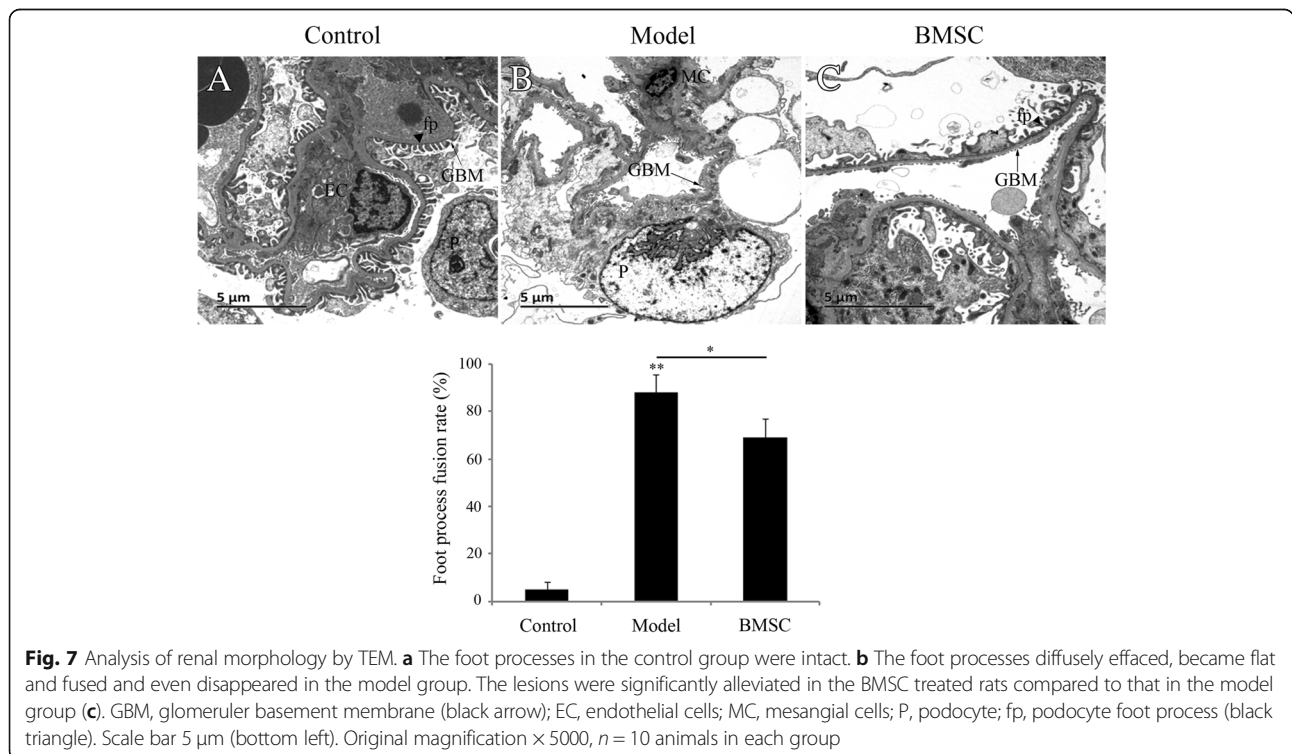 Control Model BMSC
A B C
fp MC fp
GBM GBM GBM
EC
P P
5 µm 5 µm 5 µm
Foot process fusion rate (%)
100
80
60
40
20
0
** *
Control Model BMSC
Fig. 7 Analysis of renal morphology by TEM. a The foot processes in the control group were intact. b The foot processes diffusely effaced, became flat
and fused and even disappeared in the model group. The lesions were significantly alleviated in the BMSC treated rats compared to that in the model
group (c). GBM, glomeruler basement membrane (black arrow); EC, endothelial cells; MC, mesangial cells; P, podocyte; fp, podocyte foot process (black
triangle). Scale bar 5 µm (bottom left). Original magnification × 5000, n = 10 animals in each group